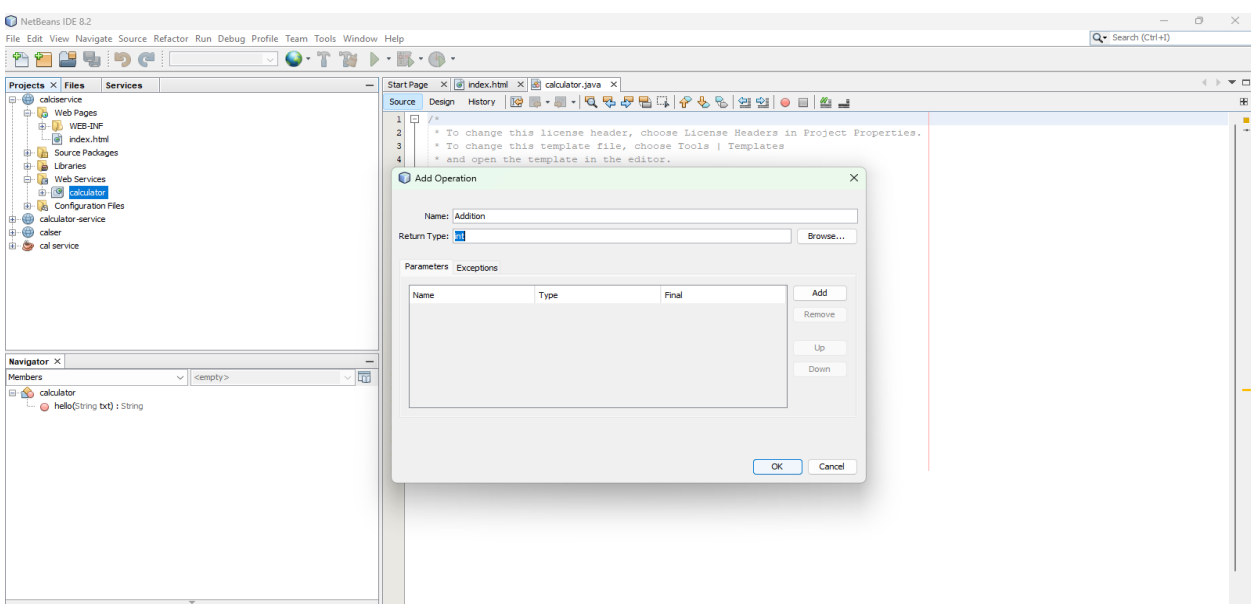 NetBeans IDE 8.2
File Edit View Navigate Source Refactor Run Debug Profile Team Tools Window Help
Search (Ctrl+I)
Projects Files Services
calciservice
Web Pages
WEB-INF
index.html
Source Packages
Libraries
Web Services
calculator
Configuration Files
calculator-service
calser
cal service
Navigator
Members <empty>
calculator
hello(String txt) : String
Start Page index.html calculator.java
Source Design History
1 /*
2 * To change this license header, choose License Headers in Project Properties.
3 * To change this template file, choose Tools | Templates
4 * and open the template in the editor.
Add Operation
Name: Addition
Return Type: int Browse...
Parameters Exceptions
Name Type Final
Add
Remove
Up
Down
OK Cancel